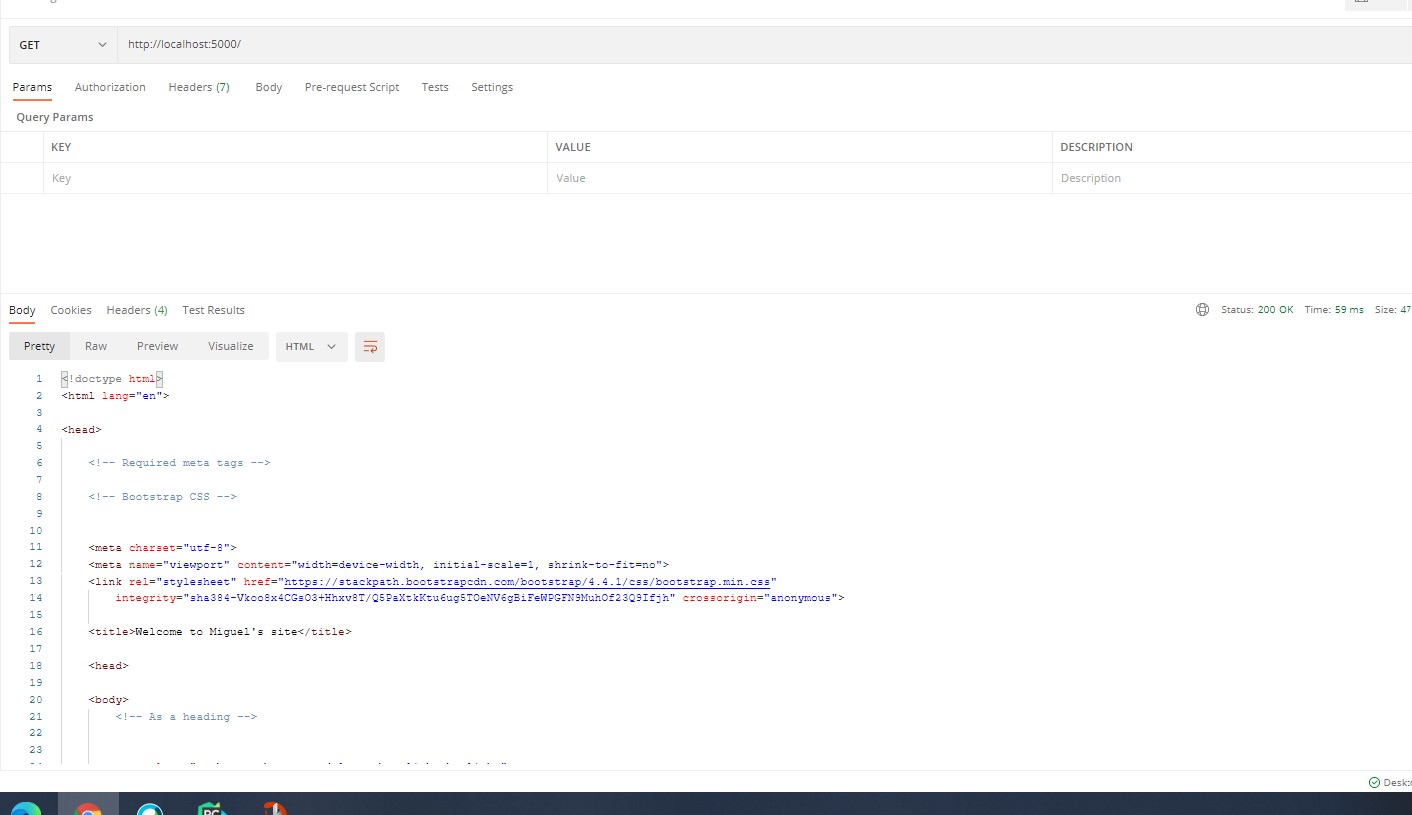 GET http://localhost:5000/
Params Authorization Headers (7) Body Pre-request Script Tests Settings
Query Params
KEY VALUE DESCRIPTION
Key Value Description
Body Cookies Headers (4) Test Results Status: 200 OK Time: 59 ms Size: 47
Pretty Raw Preview Visualize HTML
1 <!doctype html>
2 <html lang="en">
3
4 <head>
5
6 <!-- Required meta tags -->
7
8 <!-- Bootstrap CSS -->
9
10
11 <meta charset="utf-8">
12 <meta name="viewport" content="width=device-width, initial-scale=1, shrink-to-fit=no">
13 <link rel="stylesheet" href="https://stackpath.bootstrapcdn.com/bootstrap/4.4.1/css/bootstrap.min.css"
14 integrity="sha384-Vkoo8x4CGsO3+Hhxv8T/Q5PaXtkKtu6ug5TOeNV6gBiFeWPGFN9MuhOf23Q9Ifjh" crossorigin="anonymous">
15
16 <title>Welcome to Miguel's site</title>
17
18 <head>
19
20 <body>
21 <!-- As a heading -->
22
23
Desk
PC